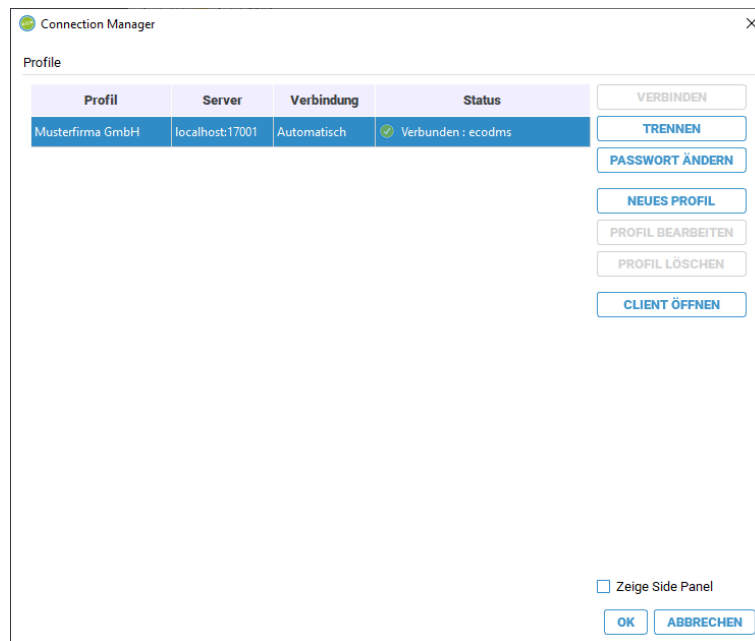 Connection Manager
Profile
Profil Server Verbindung Status
Musterfirma GmbH localhost:17001 Automatisch Verbunden : ecodms
VERBINDEN
TRENNEN
PASSWORT ÄNDERN
NEUES PROFIL
PROFIL BEARBEITEN
PROFIL LÖSCHEN
CLIENT ÖFFNEN
Zeige Side Panel
OK ABBRECHEN